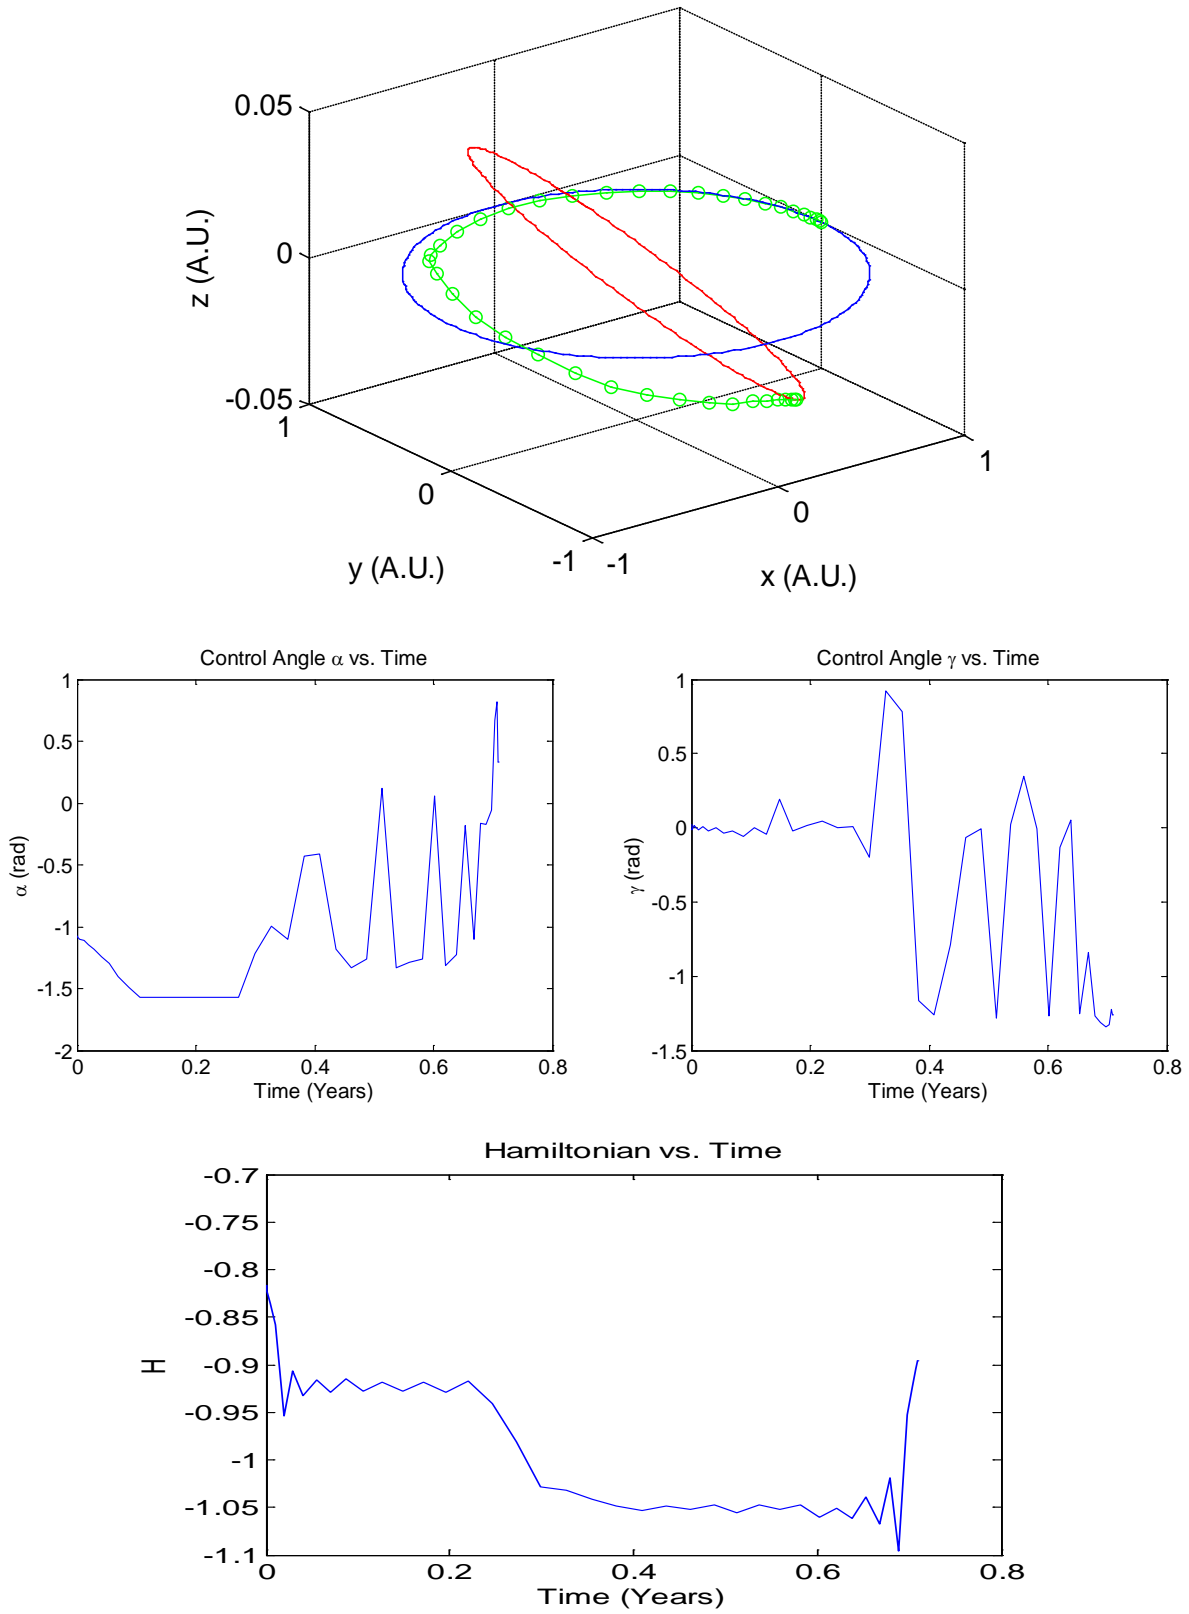 0.05
0
-0.05
z (A.U.)
1
0
-1
y (A.U.)
-1
0
1
x (A.U.)
Control Angle α vs. Time
1
0.5
0
-0.5
-1
-1.5
-2
α (rad)
0 0.2 0.4 0.6 0.8
Time (Years)
Control Angle γ vs. Time
1
0.5
0
-0.5
-1
-1.5
γ (rad)
0 0.2 0.4 0.6 0.8
Time (Years)
Hamiltonian vs. Time
-0.7
-0.75
-0.8
-0.85
-0.9
-0.95
-1
-1.05
-1.1
H
0 0.2 0.4 0.6 0.8
Time (Years)